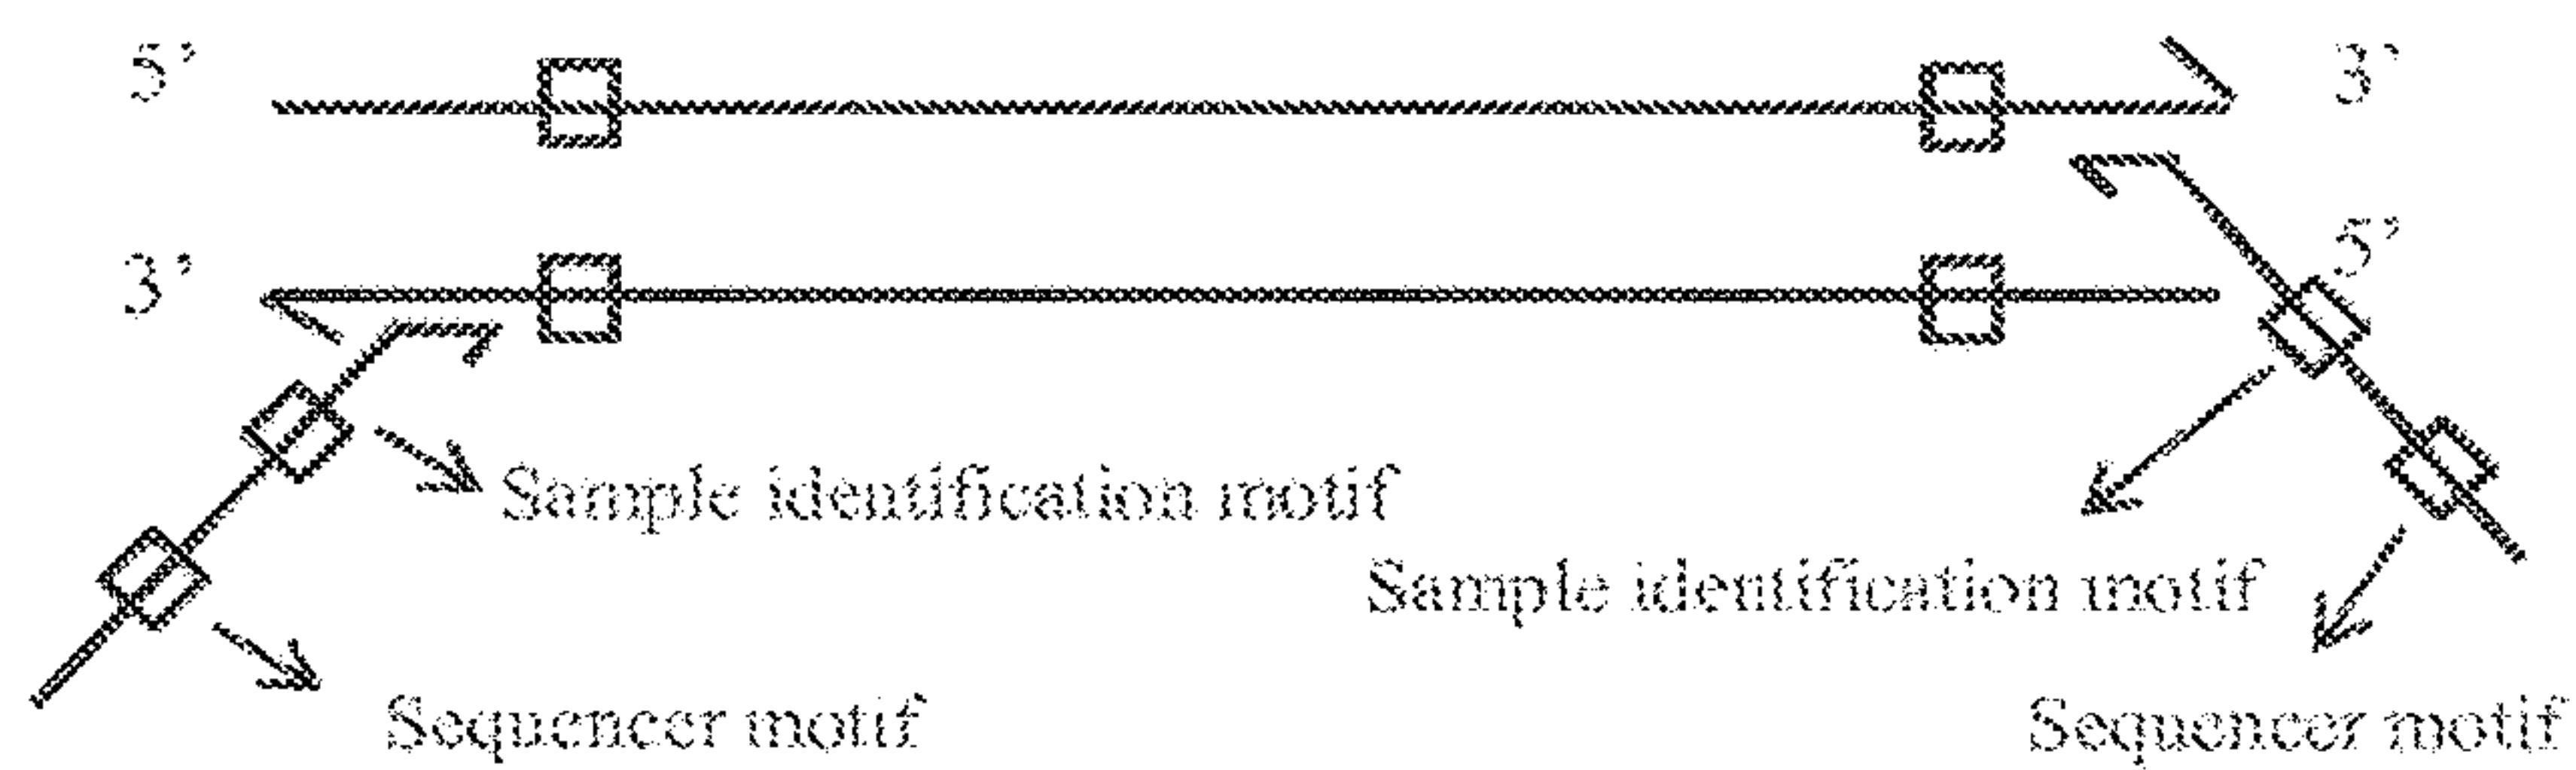 5'
3'
3'
5'
Sample identification motif
Sample identification motif
Sequencer motif
Sequencer motif